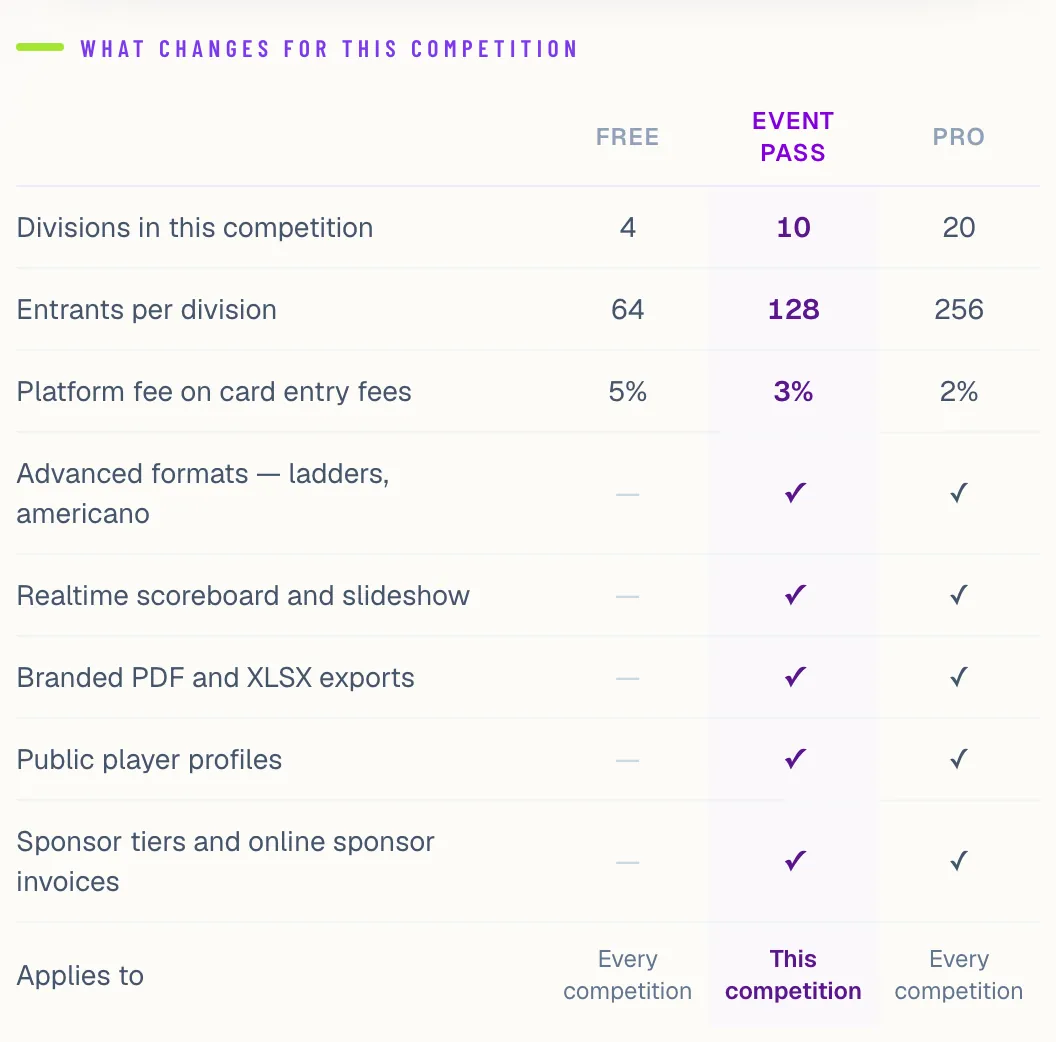 WHAT CHANGES FOR THIS COMPETITION
FREE
EVENT
PASS
PRO
Divisions in this competition 4 10 20
Entrants per division 64 128 256
Platform fee on card entry fees 5% 3% 2%
Advanced formats — ladders,
americano — ✓ ✓
Realtime scoreboard and slideshow — ✓ ✓
Branded PDF and XLSX exports — ✓ ✓
Public player profiles — ✓ ✓
Sponsor tiers and online sponsor
invoices — ✓ ✓
Applies to
Every
competition
This
competition
Every
competition